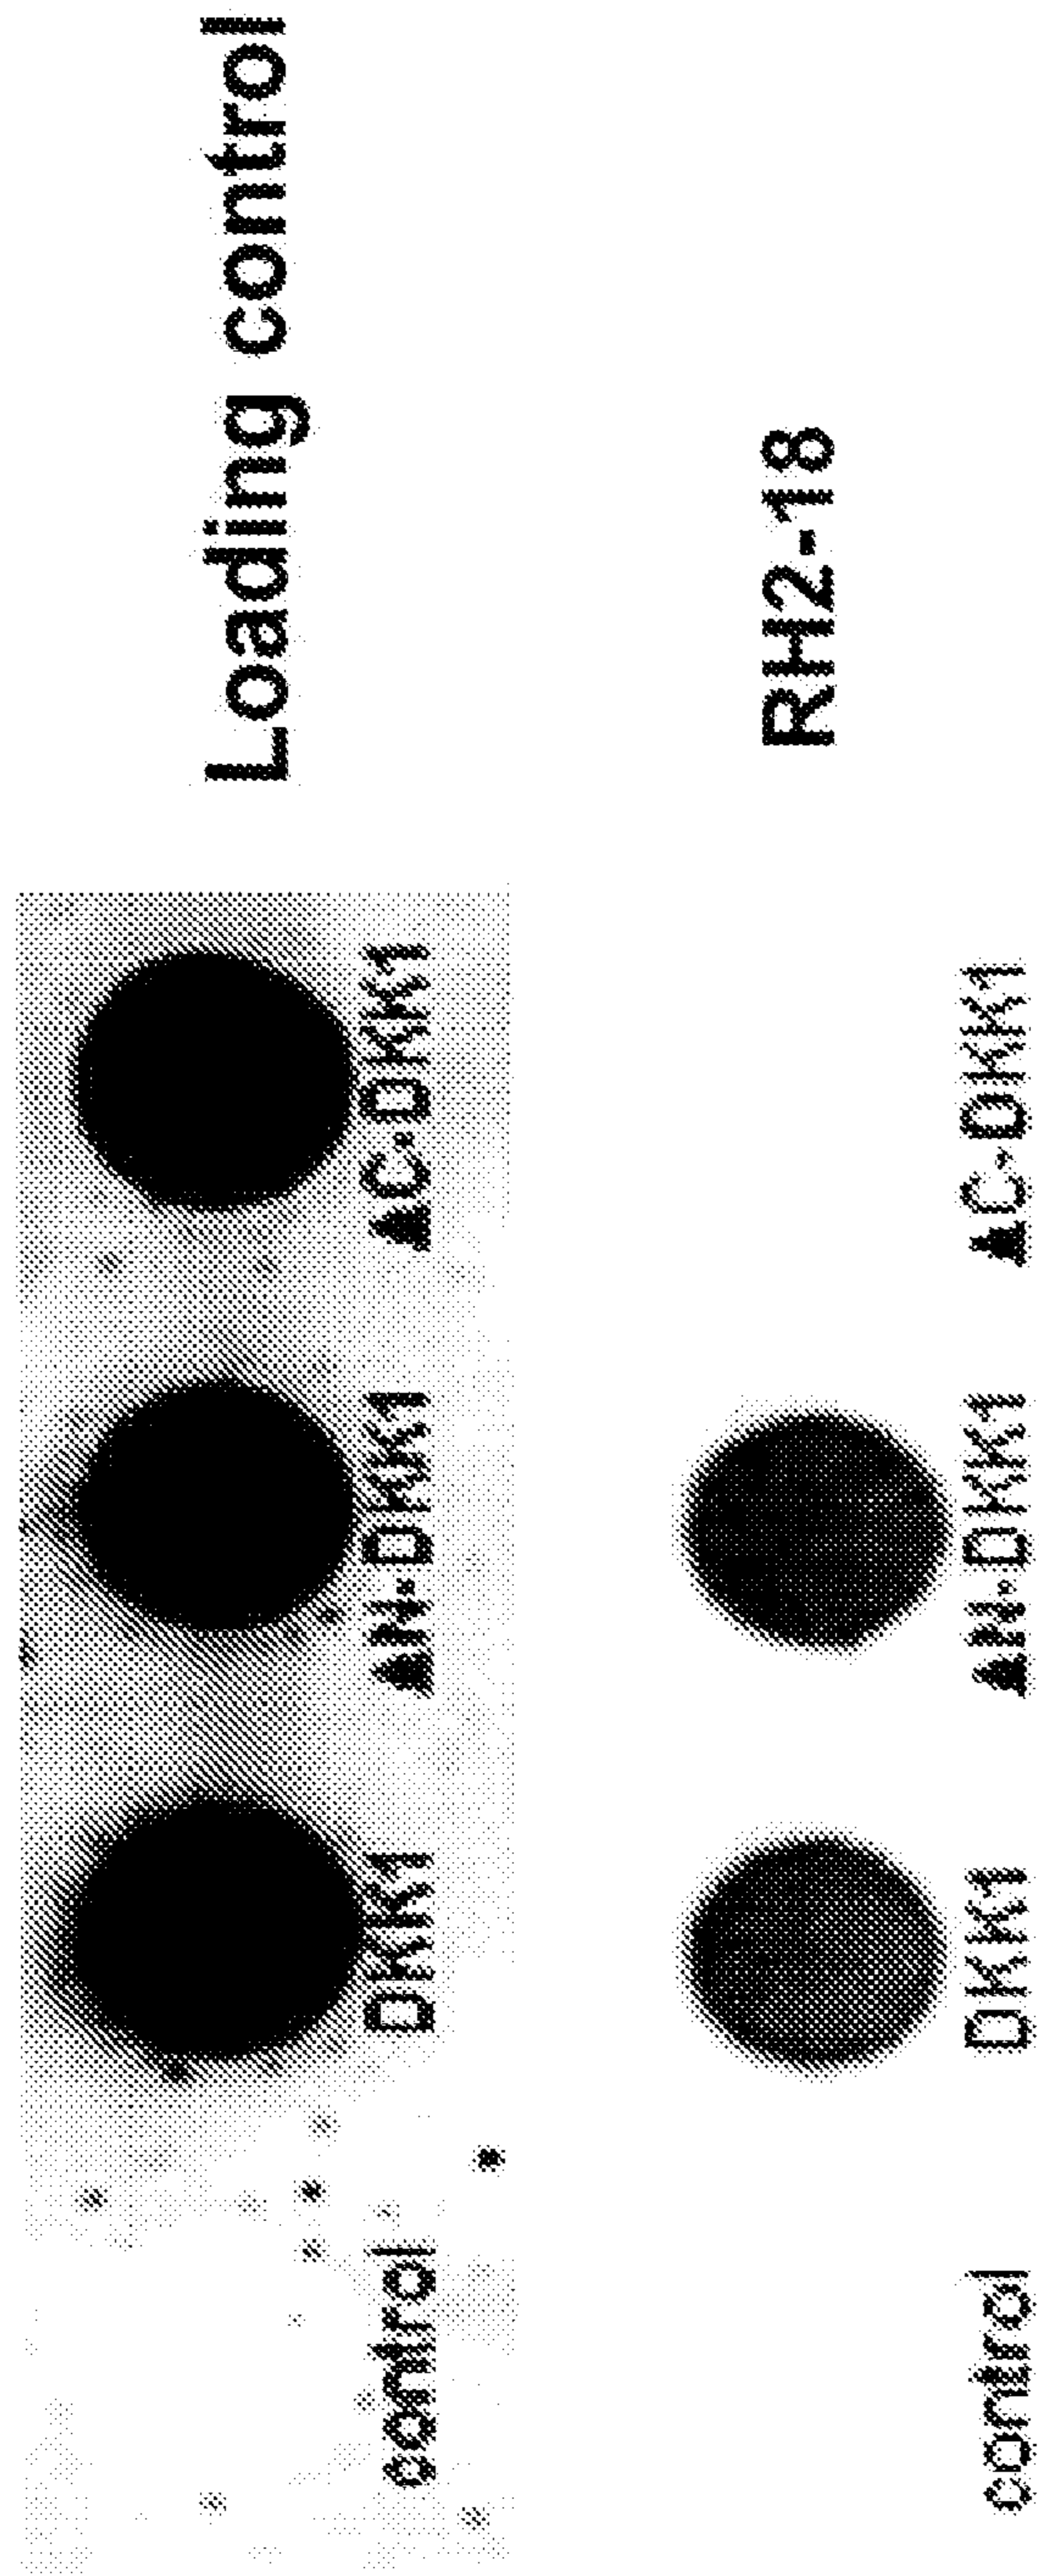 Loading control
control DKK1 ΔN-DKK1 ΔC-DKK1
RH2-18
control DKK1 ΔN-DKK1 ΔC-DKK1